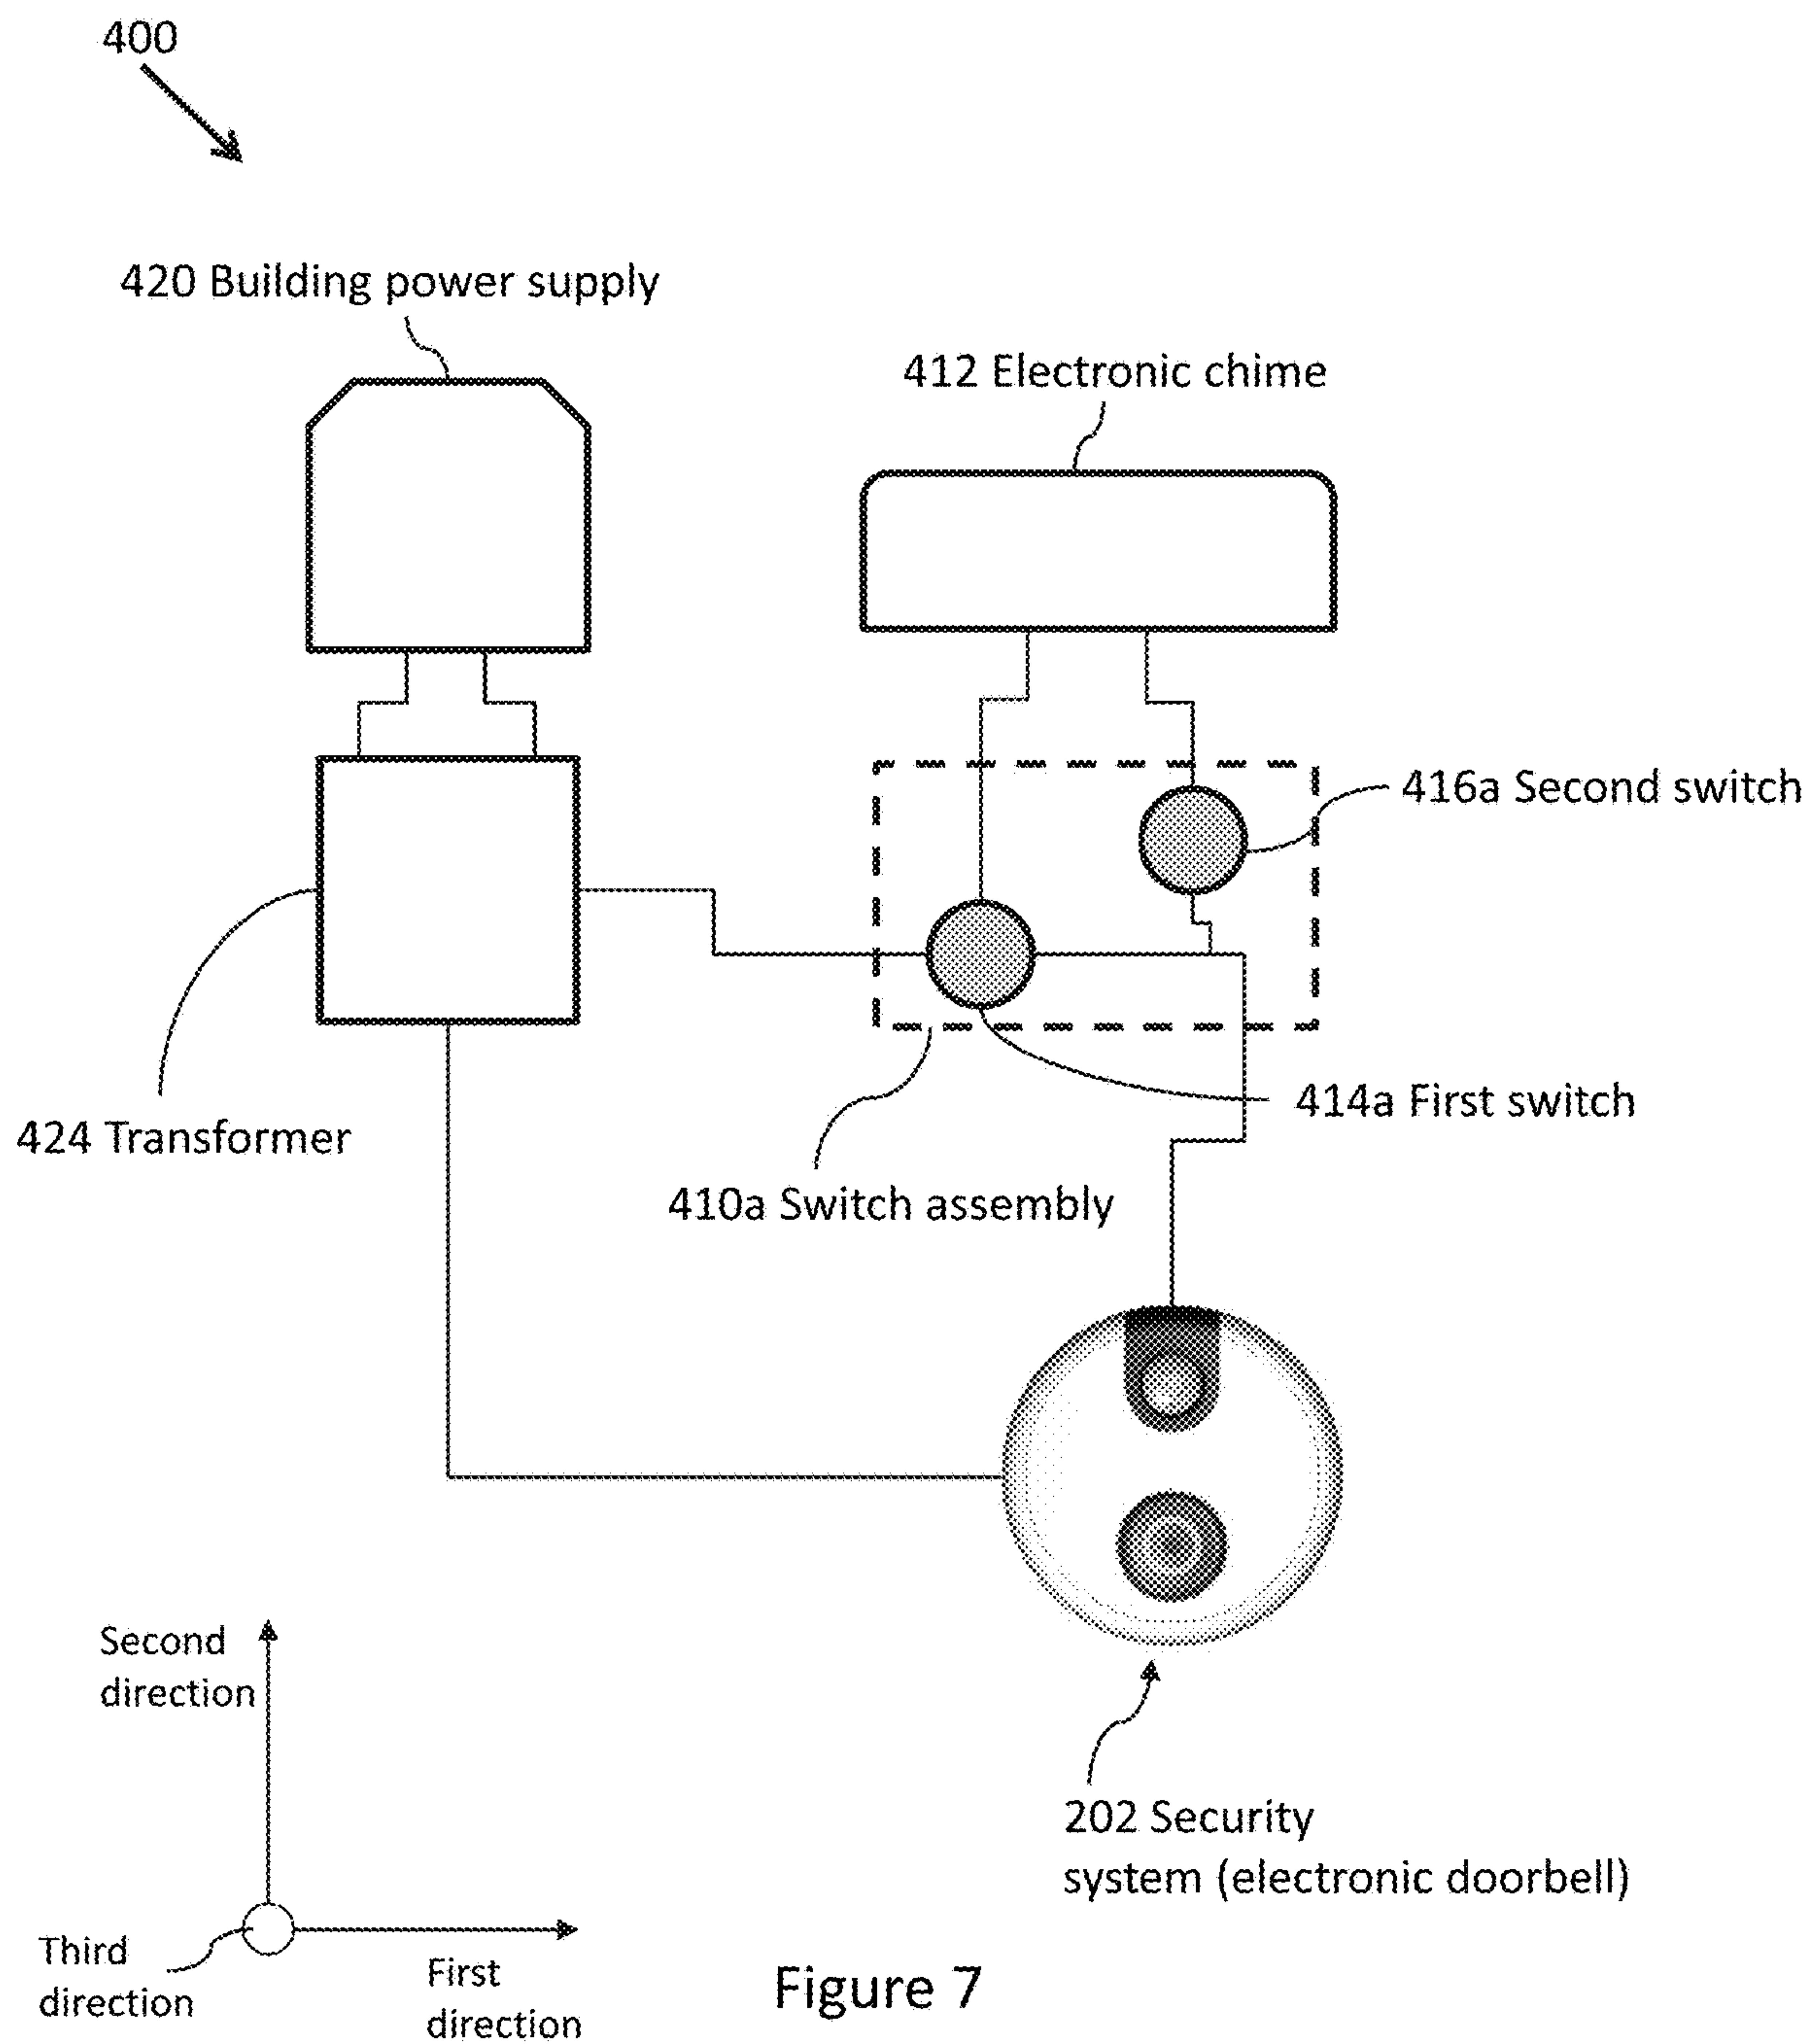 400
420 Building power supply
412 Electronic chime
416a Second switch
414a First switch
424 Transformer
410a Switch assembly
202 Security
system (electronic doorbell)
Second
direction
Third
direction
First
direction
Figure 7